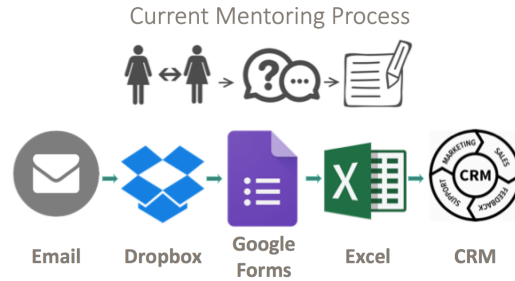 Current Mentoring Process
?
X
MARKETING
SALES
CRM
SUPPORT
FEEDBACK
Email
Dropbox
Google
Forms
Excel
CRM